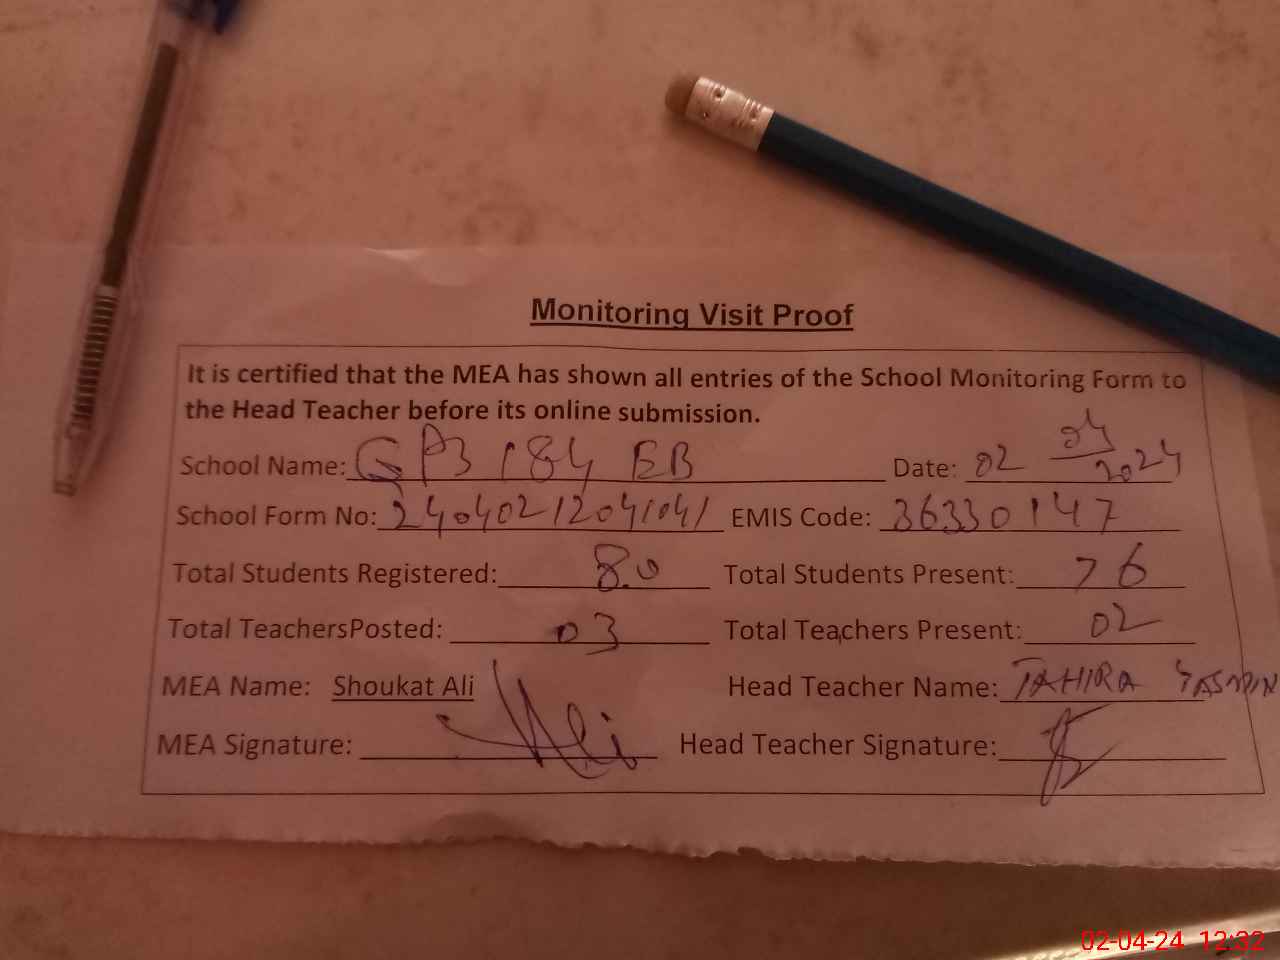 Monitoring Visit Proof
It is certified that the MEA has shown all entries of the School Monitoring Form to
the Head Teacher before its online submission.
School Name: GPS 184 EB Date: 02 04 2024
School Form No: 24040212041041 EMIS Code: 36330147
Total Students Registered: 80 Total Students Present: 76
Total TeachersPosted: 03 Total Teachers Present: 02
MEA Name: Shoukat Ali Head Teacher Name: TAHIRA YASMIN
MEA Signature: Ali Head Teacher Signature:
02-04-24 12:32